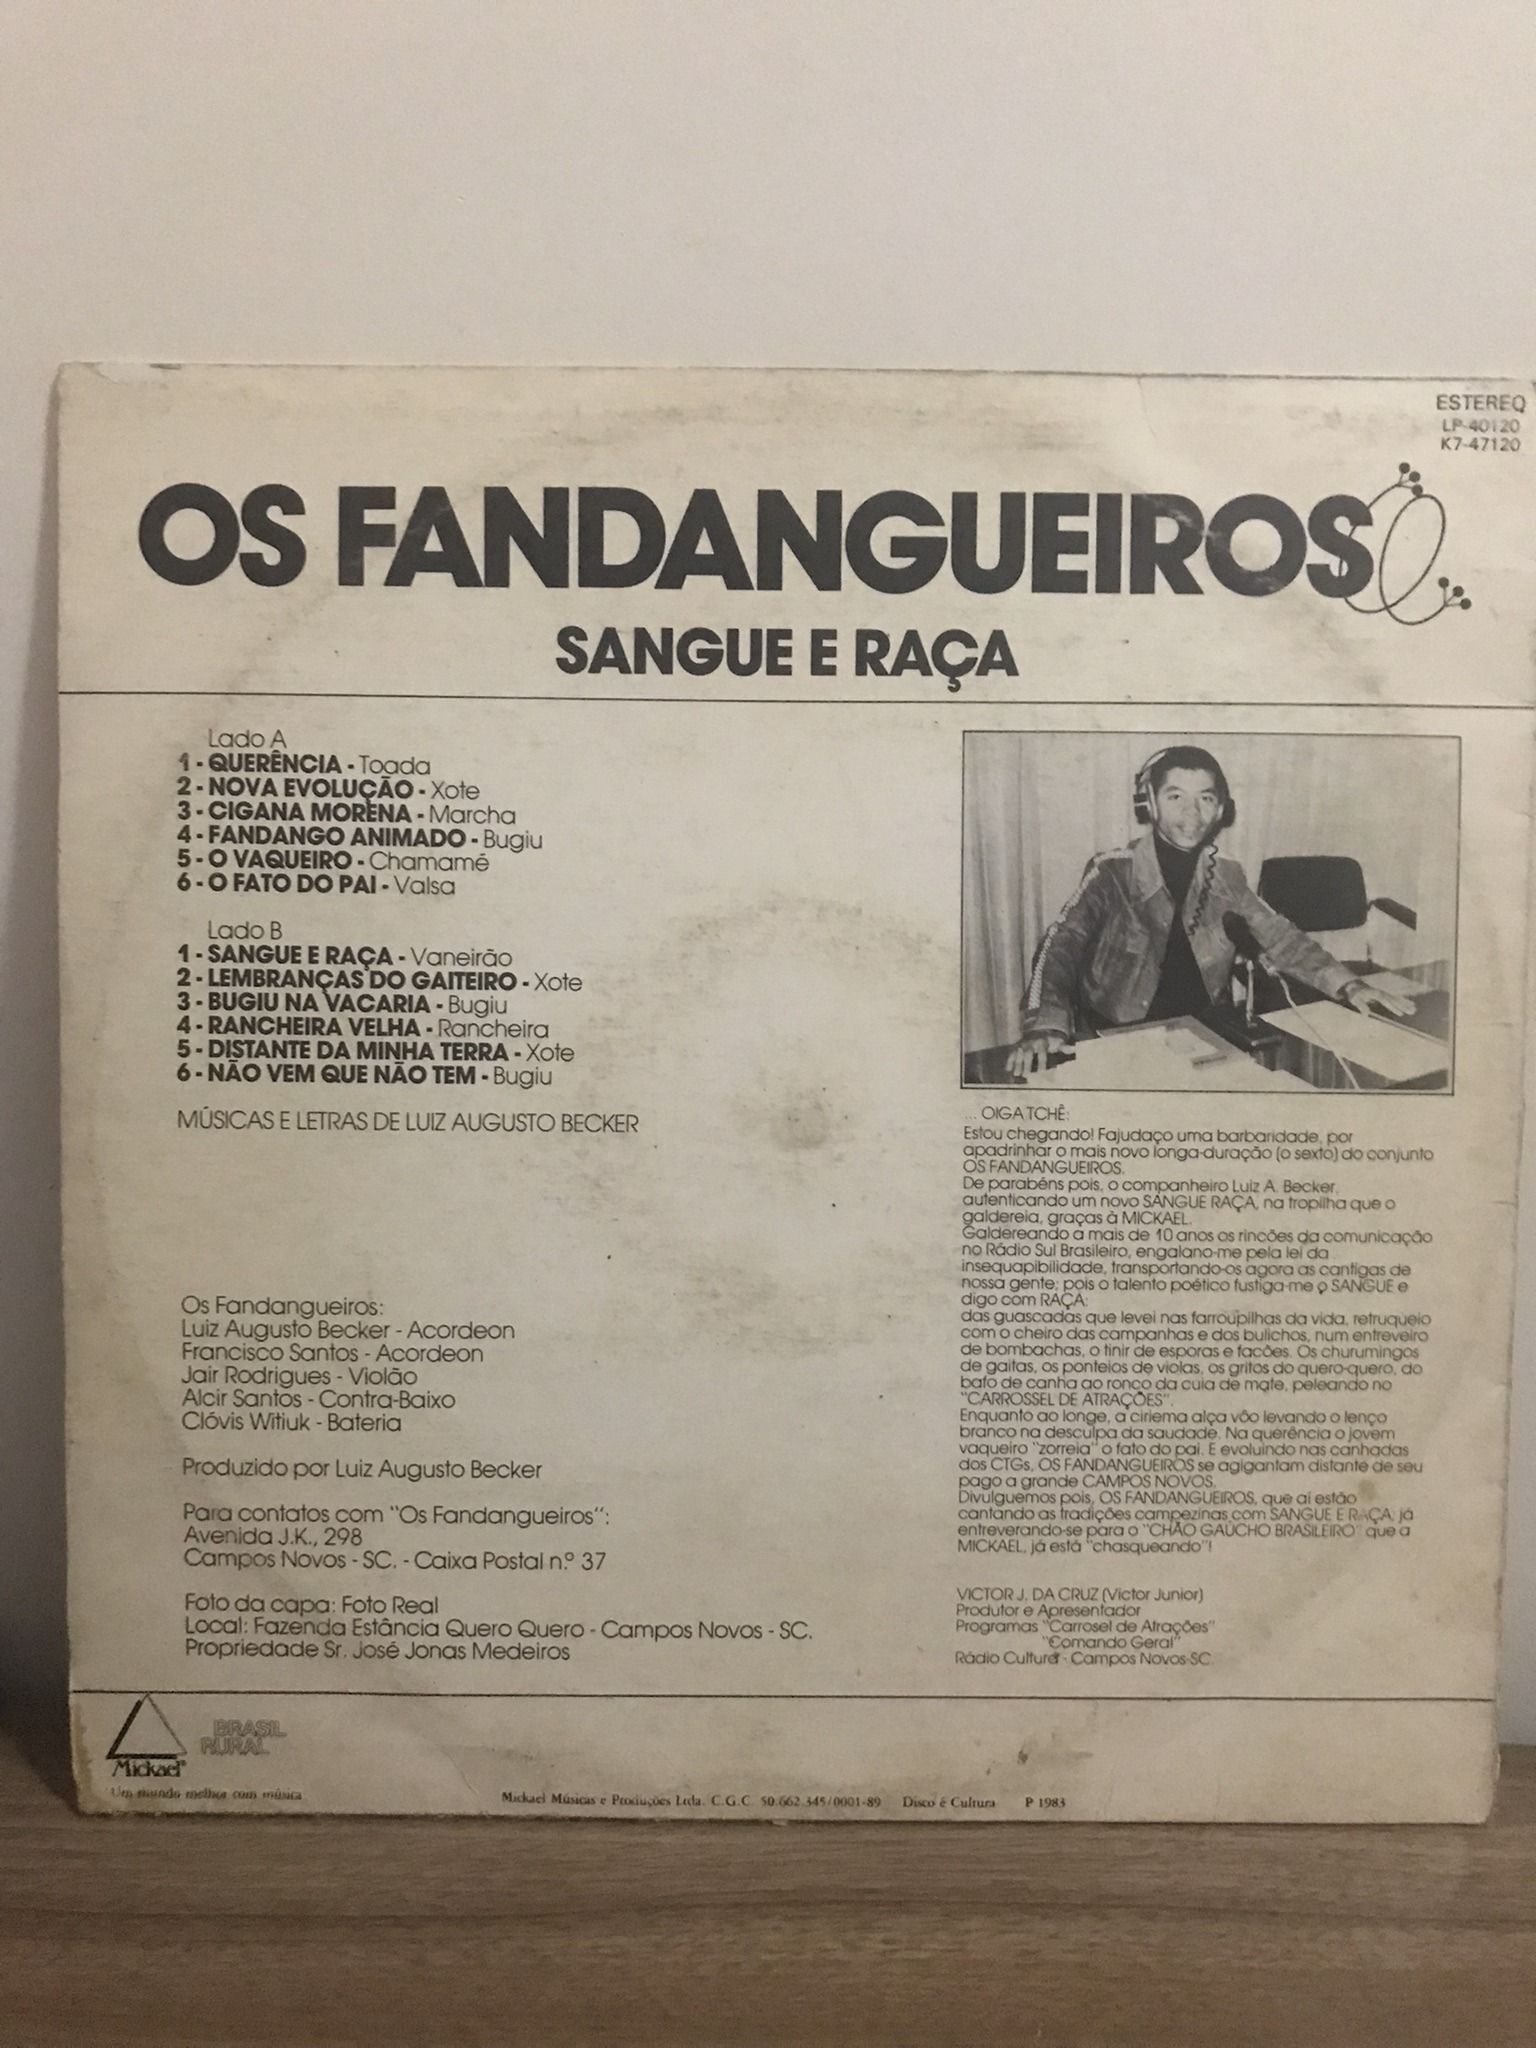 ESTEREO
LP-40120
K7-47120
OS FANDANGUEIROS
SANGUE E RAÇA
Lado A
1 - QUERÊNCIA - Toada
2 - NOVA EVOLUÇÃO - Xote
3 - CIGANA MORENA - Marcha
4 - FANDANGO ANIMADO - Bugiu
5 - O VAQUEIRO - Chamamé
6 - O FATO DO PAI - Valsa
Lado B
1 - SANGUE E RAÇA - Vaneirão
2 - LEMBRANÇAS DO GAITEIRO - Xote
3 - BUGIU NA VACARIA - Bugiu
4 - RANCHEIRA VELHA - Rancheira
5 - DISTANTE DA MINHA TERRA - Xote
6 - NÃO VEM QUE NÃO TEM - Bugiu
MÚSICAS E LETRAS DE LUIZ AUGUSTO BECKER
Os Fandangueiros:
Luiz Augusto Becker - Acordeon
Francisco Santos - Acordeon
Jair Rodrigues - Violão
Alcir Santos - Contra-Baixo
Clóvis Witiuk - Bateria
Produzido por Luiz Augusto Becker
Para contatos com "Os Fandangueiros":
Avenida J.K., 298
Campos Novos - SC. - Caixa Postal n.º 37
Foto da capa: Foto Real
Local: Fazenda Estância Quero Quero - Campos Novos - SC.
Propriedade Sr. José Jonas Medeiros
... OIGATCHÊ:
Estou chegando! Fajudaço uma barbaridade, por
apadrinhar o mais novo longa-duração (o sexto) do conjunto
OS FANDANGUEIROS.
De parabéns pois, o companheiro Luiz A. Becker,
autenticando um novo SANGUE RAÇA, na tropilha que o
galdereia, graças à MICKAEL.
Galdereando a mais de 10 anos os rincões da comunicação
no Rádio Sul Brasileiro, engalano-me pela lei da
insequapibilidade, transportando-os agora as cantigas de
nossa gente; pois o talento poético fustiga-me o SANGUE e
digo com RAÇA:
das guascadas que levei nas farroupilhas da vida, retruqueio
com o cheiro das campanhas e dos bulichos, num entreveiro
de bombachas, o tinir de esporas e facões. Os churumingos
de gaitas, os ponteios de violas, os gritos do quero-quero, do
bafo de canha ao ronco da cuia de mate, peleando no
"CARROSSEL DE ATRAÇÕES".
Enquanto ao longe, a ciriema alça vôo levando o lenço
branco na desculpa da saudade. Na querência o jovem
vaqueiro "zorreia" o fato do pai. E evoluindo nas canhadas
dos CTGs, OS FANDANGUEIROS se agigantam distante de seu
pago a grande CAMPOS NOVOS.
Divulguemos pois, OS FANDANGUEIROS, que aí estão
cantando as tradições campezinas com SANGUE E RAÇA; já
entreverando-se para o "CHÃO GAÚCHO BRASILEIRO" que a
MICKAEL, já está "chasqueando"!
VICTOR J. DA CRUZ (Victor Junior)
Produtor e Apresentador
Programas "Carrosel de Atrações"
"Comando Geral"
Rádio Cultura - Campos Novos-SC.
BRASIL
RURAL
Mickael®
Um mundo melhor com música
Mickael Músicas e Produções Ltda. C.G.C. 50.662.345/0001-89 Disco é Cultura P 1983